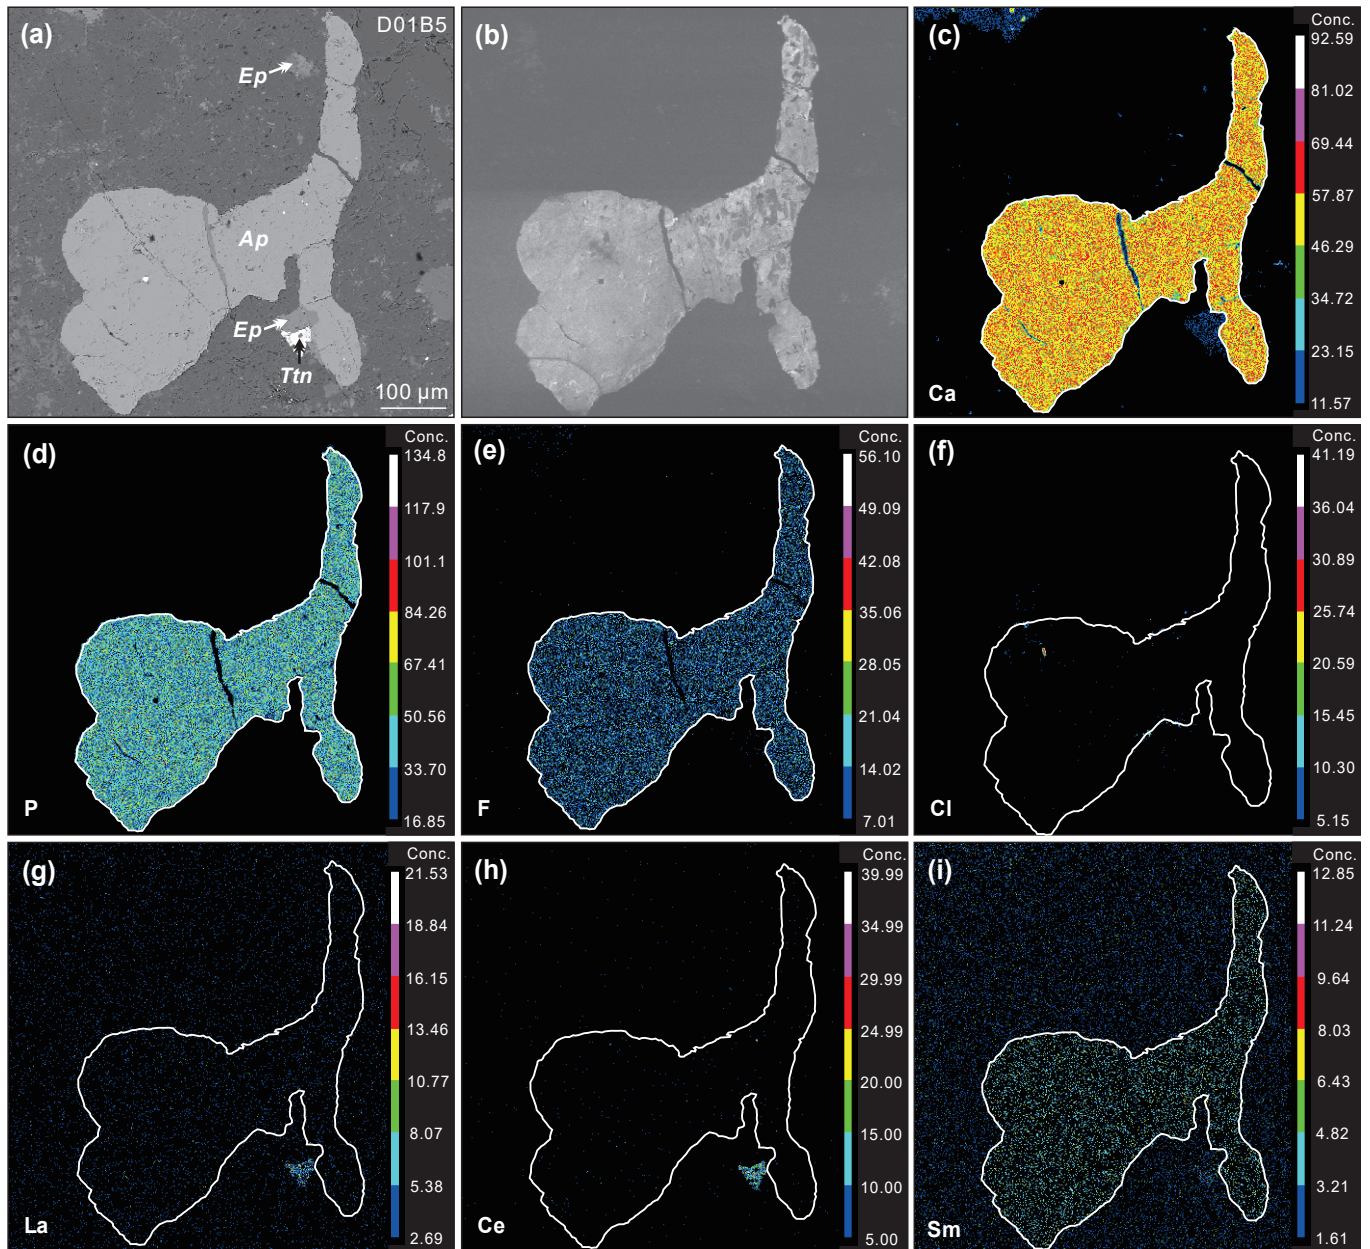 (a)
D01B5
Ep
Ap
Ep
Ttn
100 µm
(b)
(c)
Conc.
92.59
81.02
69.44
57.87
46.29
34.72
23.15
11.57
Ca
(d)
Conc.
134.8
117.9
101.1
84.26
67.41
50.56
33.70
16.85
P
(e)
Conc.
56.10
49.09
42.08
35.06
28.05
21.04
14.02
7.01
F
(f)
Conc.
41.19
36.04
30.89
25.74
20.59
15.45
10.30
5.15
Cl
(g)
Conc.
21.53
18.84
16.15
13.46
10.77
8.07
5.38
2.69
La
(h)
Conc.
39.99
34.99
29.99
24.99
20.00
15.00
10.00
5.00
Ce
(i)
Conc.
12.85
11.24
9.64
8.03
6.43
4.82
3.21
1.61
Sm